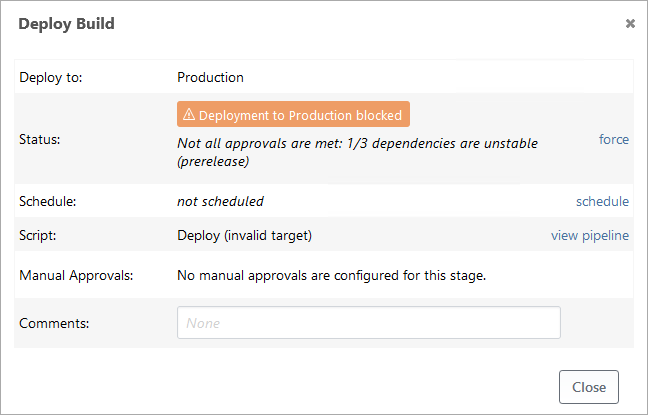 Deploy Build ×
Deploy to: Production
⚠ Deployment to Production blocked
Status: Not all approvals are met: 1/3 dependencies are unstable force
(prerelease)
Schedule: not scheduled schedule
Script: Deploy (invalid target) view pipeline
Manual Approvals: No manual approvals are configured for this stage.
Comments: None
Close